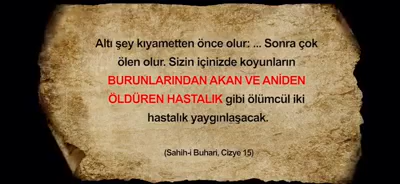 Altı şey kıyametten önce olur: ... Sonra çok
ölen olur. Sizin içinizde koyunların
BURUNLARINDAN AKAN VE ANİDEN
ÖLDÜREN HASTALIK gibi ölümcül iki
hastalık yaygınlaşacak.
(Sahih-i Buhari, Cizye 15)